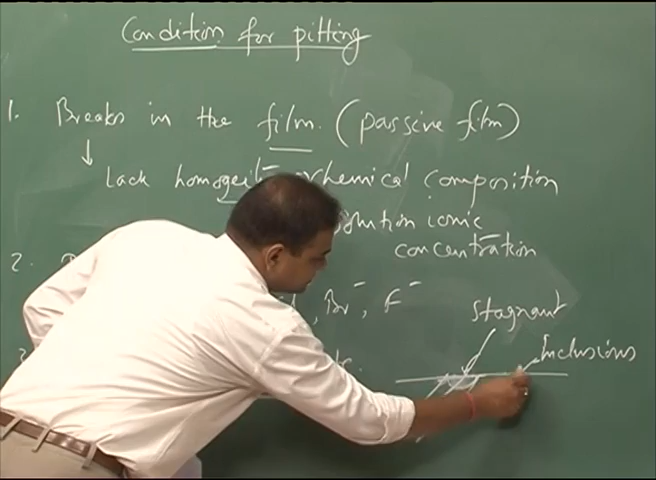 Condition for pitting
1. Breaks in the film. (passive film)
↓
Lack chemical composition
ionic
concentration
2.
, Br⁻, F⁻
Stagnant
Inclusions